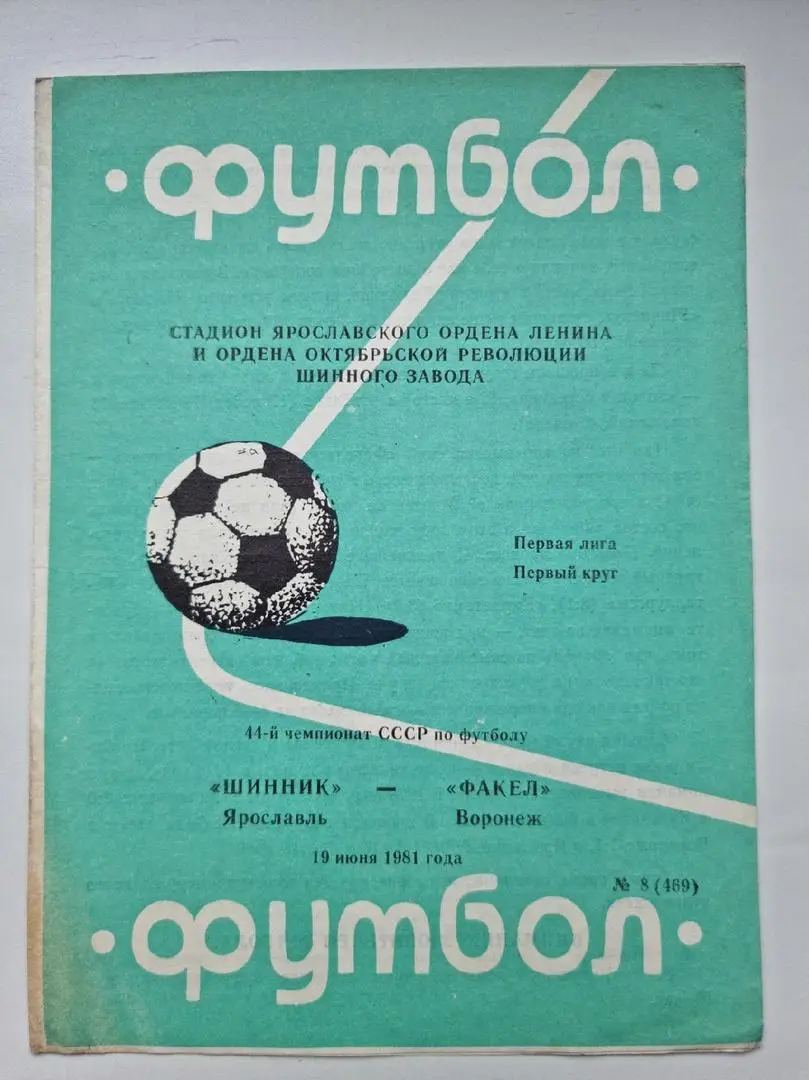 • ФУТБОЛ •
СТАДИОН ЯРОСЛАВСКОГО ОРДЕНА ЛЕНИНА
И ОРДЕНА ОКТЯБРЬСКОЙ РЕВОЛЮЦИИ
ШИННОГО ЗАВОДА
Первая лига
Первый круг
44-й чемпионат СССР по футболу
«ШИННИК» — «ФАКЕЛ»
Ярославль Воронеж
19 июня 1981 года
№ 8 (469)
• ФУТБОЛ •